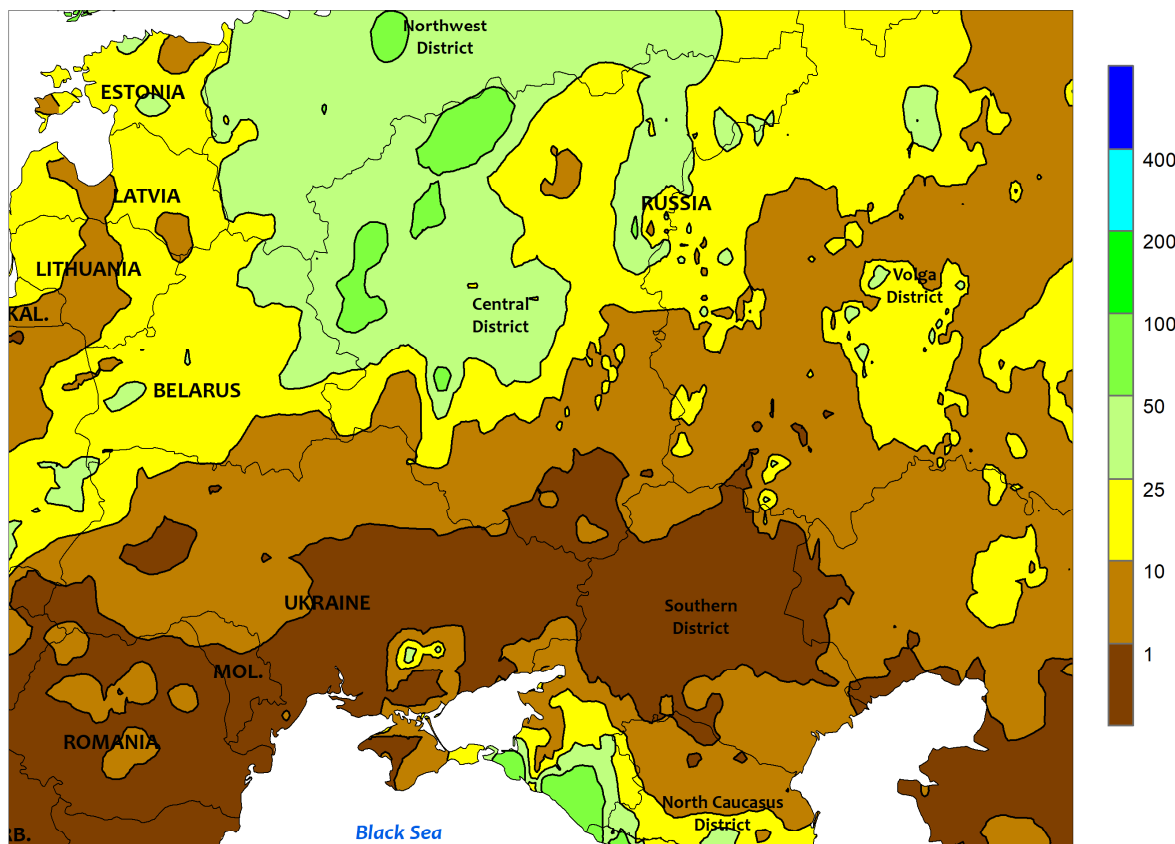 Northwest
District
ESTONIA
400
LATVIA
RUSSIA
200
LITHUANIA
Volga
District
KAL.
Central
District
100
BELARUS
50
25
10
UKRAINE
Southern
District
1
MOL.
ROMANIA
North Caucasus
District
Black Sea
RB.